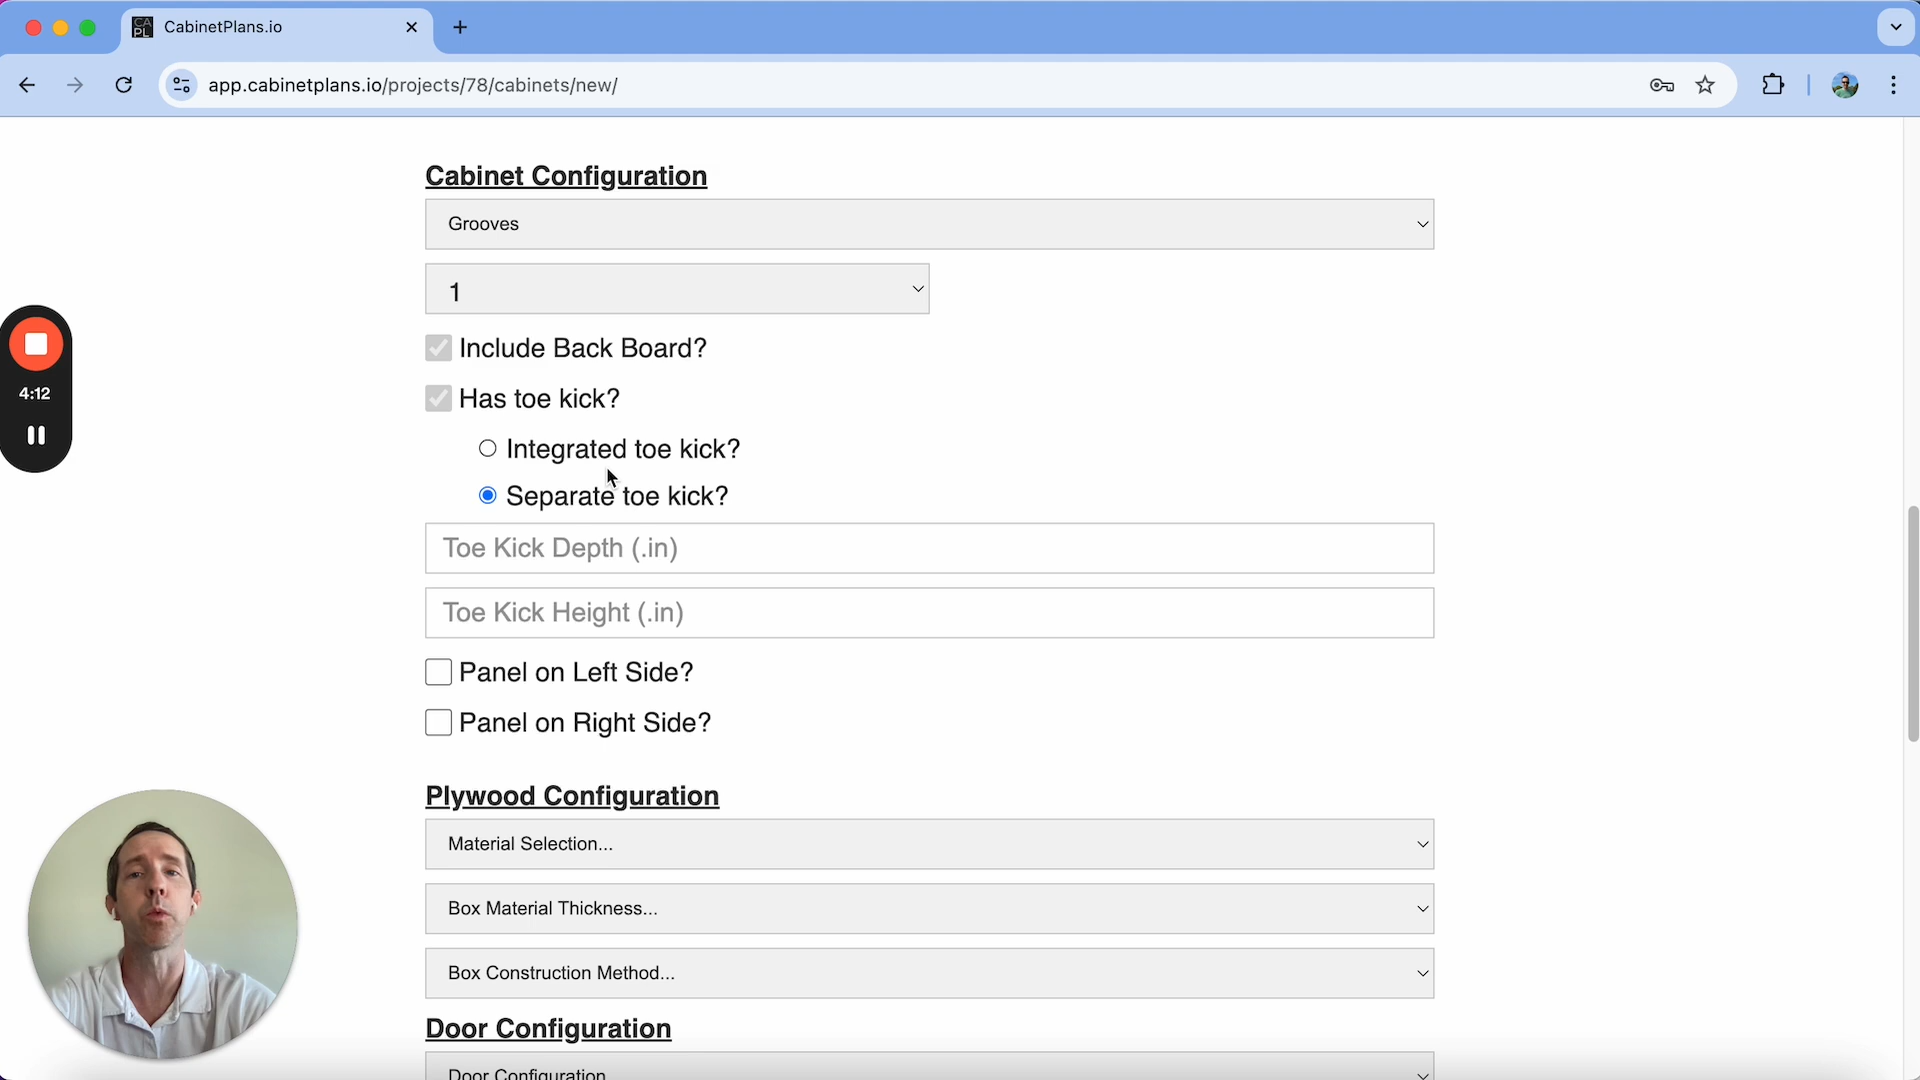 CA
PL
CabinetPlans.io
app.cabinetplans.io/projects/78/cabinets/new/
Cabinet Configuration
Grooves
1
Include Back Board?
Has toe kick?
4:12
Integrated toe kick?
Separate toe kick?
Toe Kick Depth (.in)
Toe Kick Height (.in)
Panel on Left Side?
Panel on Right Side?
Plywood Configuration
Material Selection...
Box Material Thickness...
Box Construction Method...
Door Configuration
Door Configuration